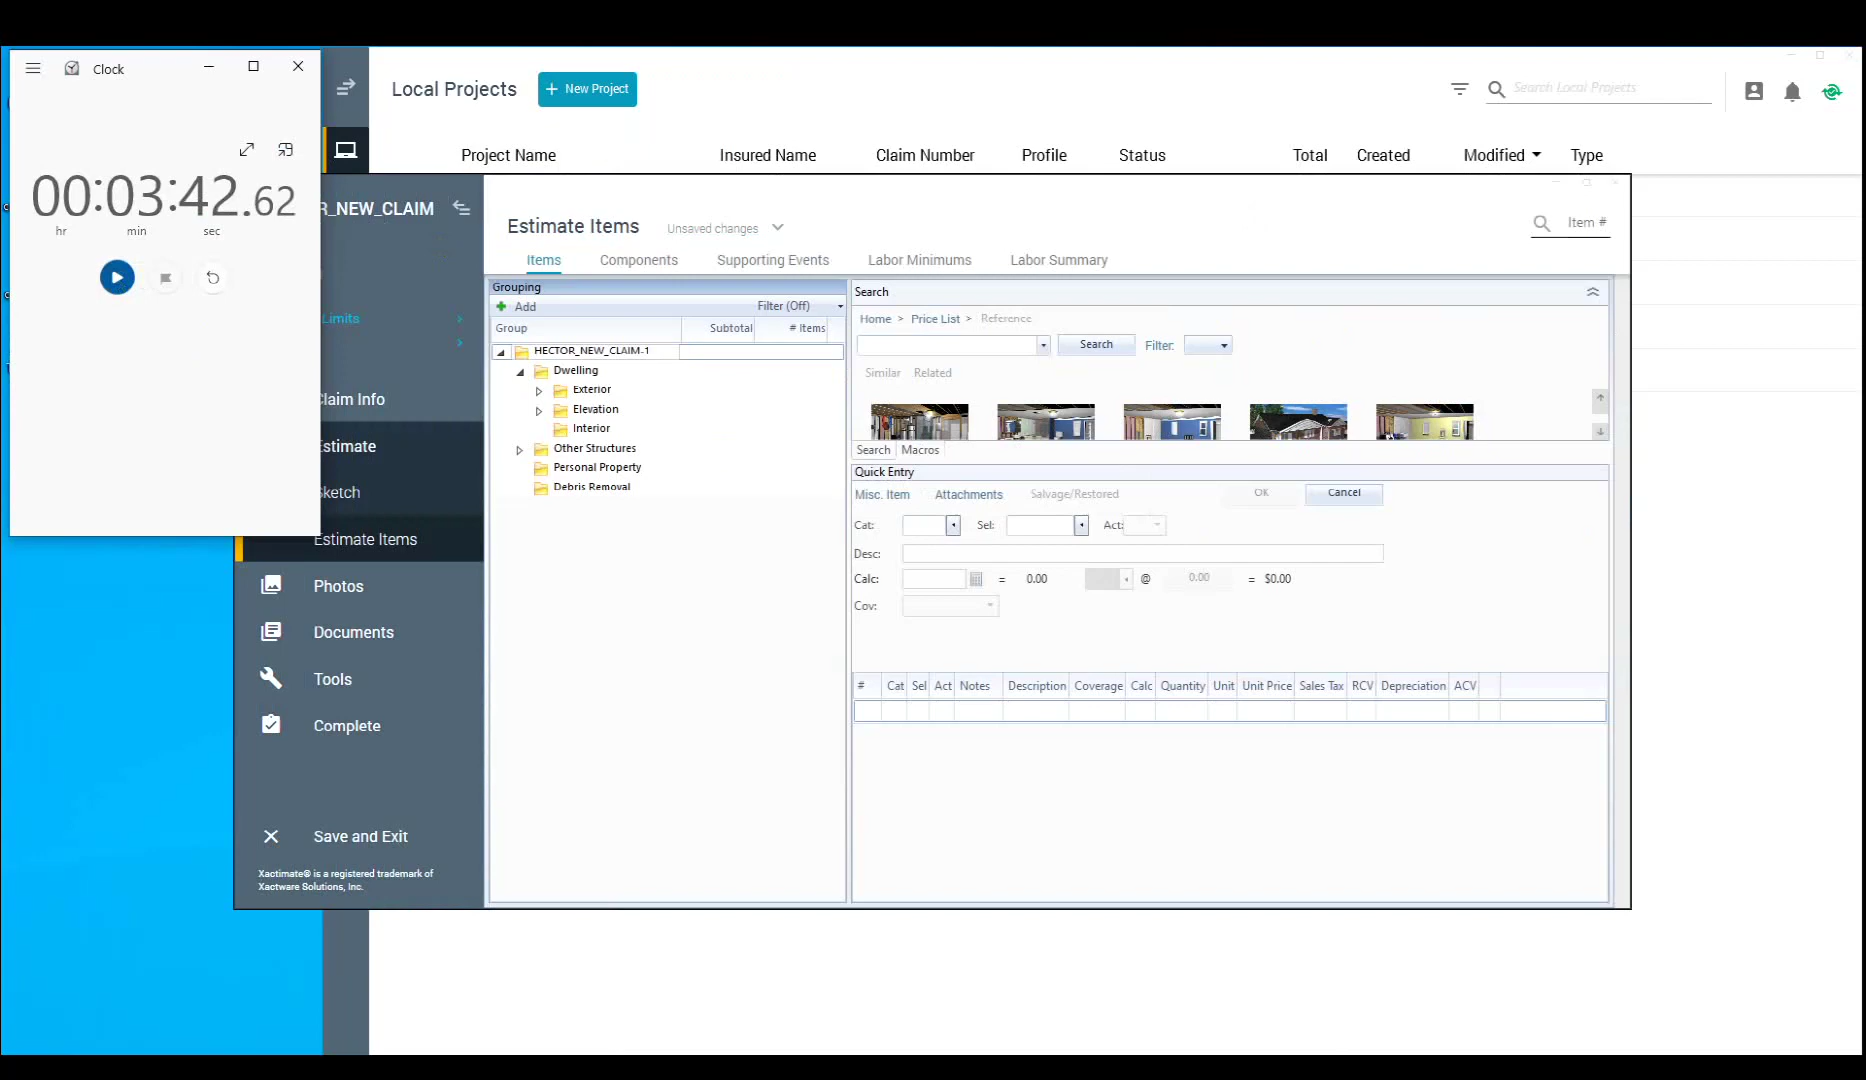 Clock
00:03:42.62
hr min sec
Local Projects
New Project
Search Local Projects
Project Name Insured Name Claim Number Profile Status Total Created Modified Type
R_NEW_CLAIM
Limits
Claim Info
Estimate
Sketch
Estimate Items
Photos
Documents
Tools
Complete
Save and Exit
Xactimate® is a registered trademark of
Xactware Solutions, Inc.
Estimate Items Unsaved changes
Item #
Items Components Supporting Events Labor Minimums Labor Summary
Grouping
Add Filter (Off)
Group Subtotal # Items
HECTOR_NEW_CLAIM-1
Dwelling
Exterior
Elevation
Interior
Other Structures
Personal Property
Debris Removal
Search
Home > Price List > Reference
Search Filter:
Similar Related
Search Macros
Quick Entry
Misc. Item Attachments Salvage/Restored OK Cancel
Cat: Sel: Act:
Desc:
Calc: = 0.00 @ 0.00 = $0.00
Cov:
# Cat Sel Act Notes Description Coverage Calc Quantity Unit Unit Price Sales Tax RCV Depreciation ACV